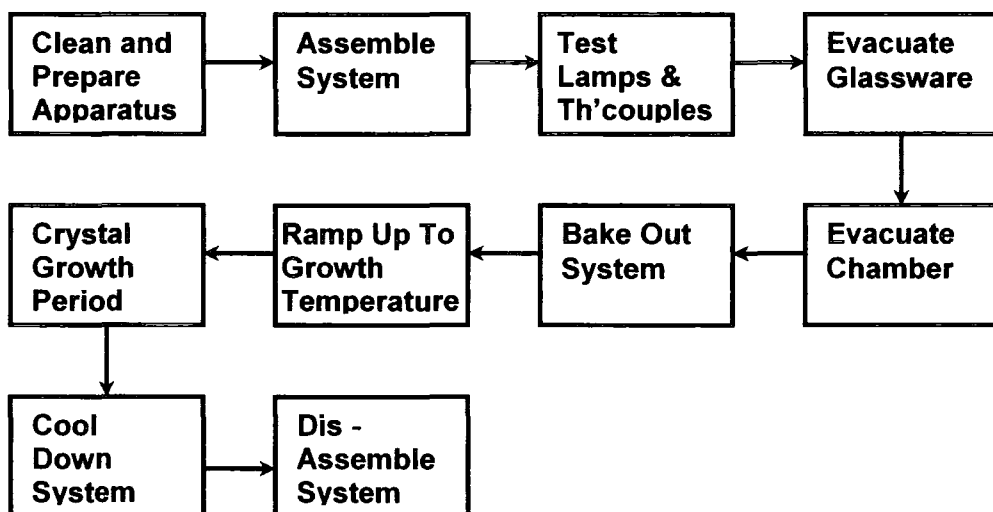 Clean and
Prepare
Apparatus
Assemble
System
Test
Lamps &
Th'couples
Evacuate
Glassware
Evacuate
Chamber
Bake Out
System
Ramp Up To
Growth
Temperature
Crystal
Growth
Period
Cool
Down
System
Dis -
Assemble
System